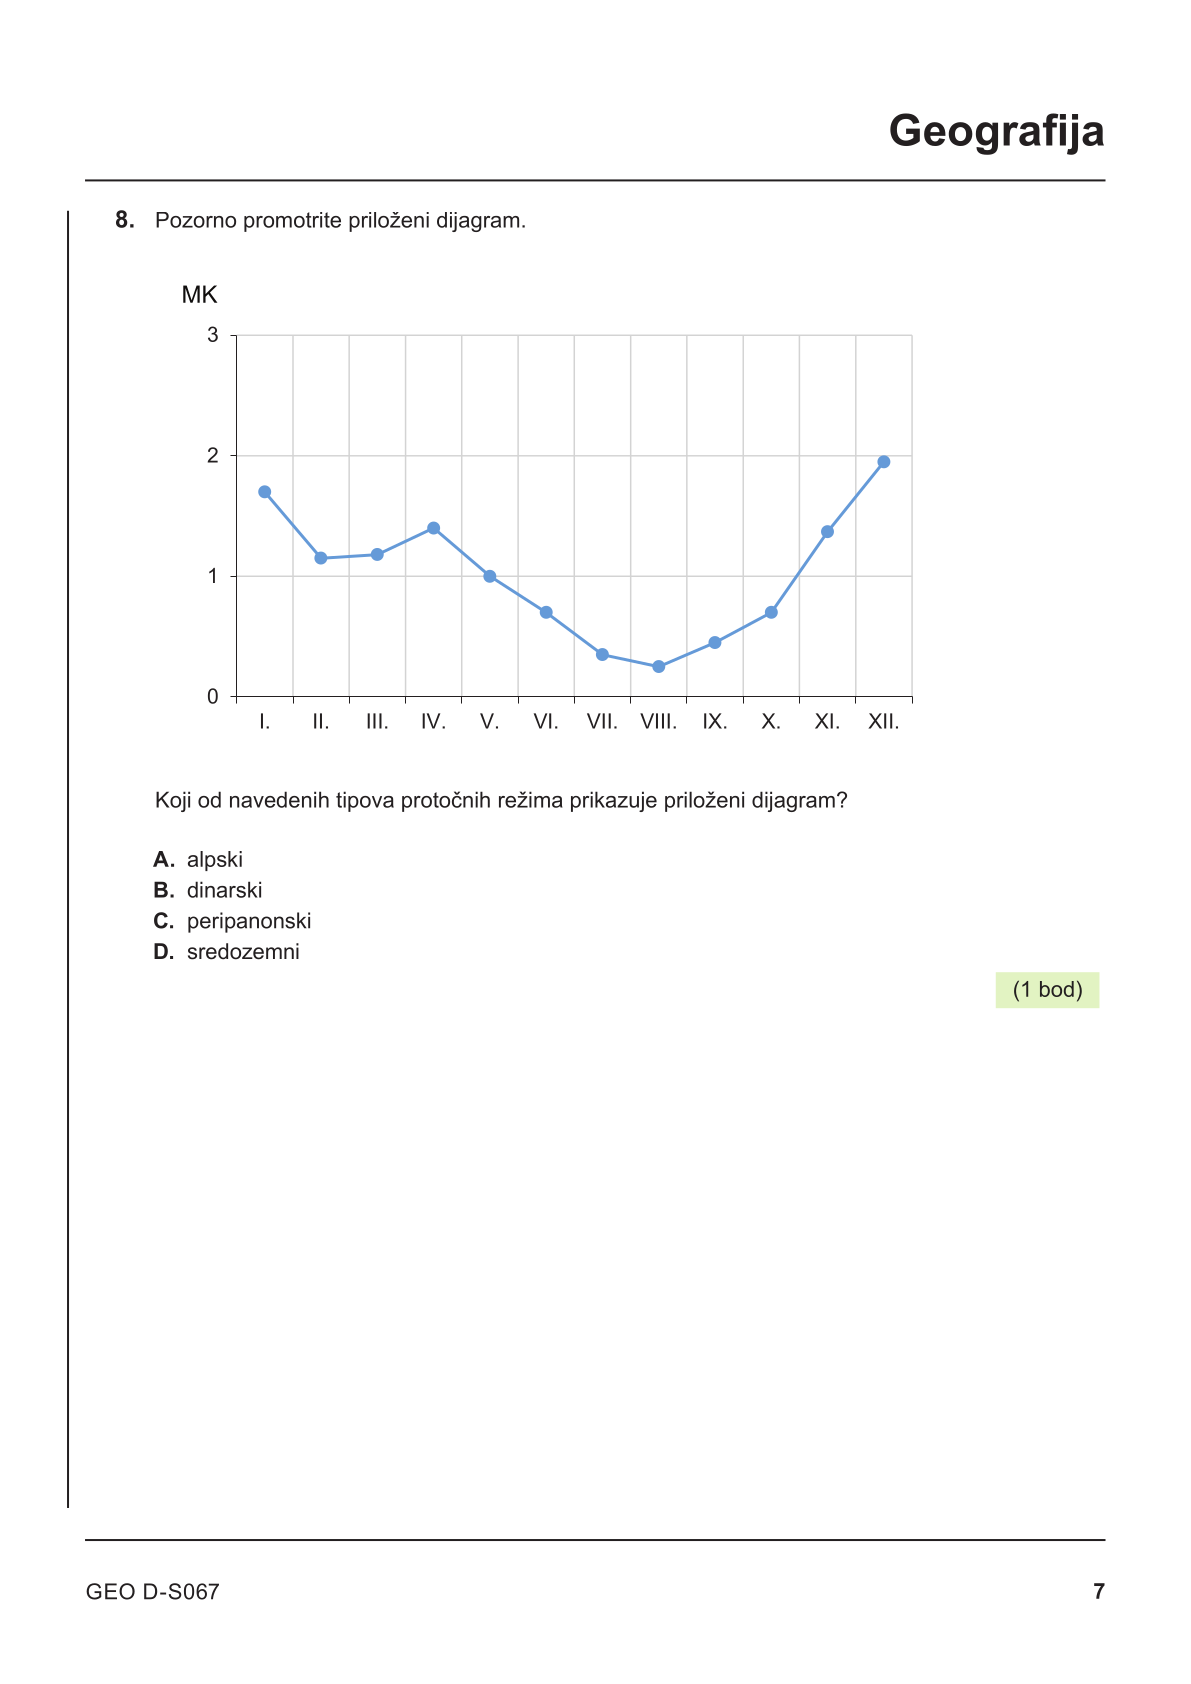 Geografija
8. Pozorno promotrite priloženi dijagram.
MK
3
2
1
0
I. II. III. IV. V. VI. VII. VIII. IX. X. XI. XII.
Koji od navedenih tipova protočnih režima prikazuje priloženi dijagram?
A. alpski
B. dinarski
C. peripanonski
D. sredozemni
(1 bod)
GEO D-S067
7